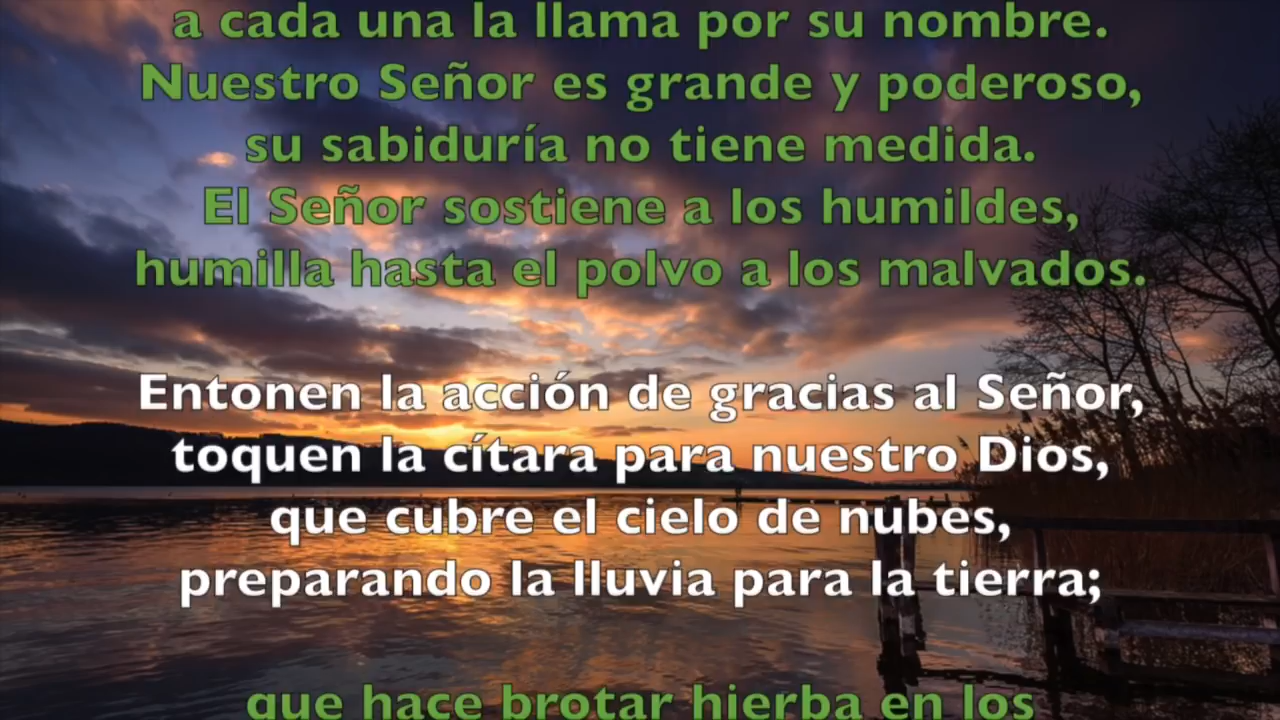 a cada una la llama por su nombre.
Nuestro Señor es grande y poderoso,
su sabiduría no tiene medida.
El Señor sostiene a los humildes,
humilla hasta el polvo a los malvados.
Entonen la acción de gracias al Señor,
toquen la cítara para nuestro Dios,
que cubre el cielo de nubes,
preparando la lluvia para la tierra;
que hace brotar hierba en los